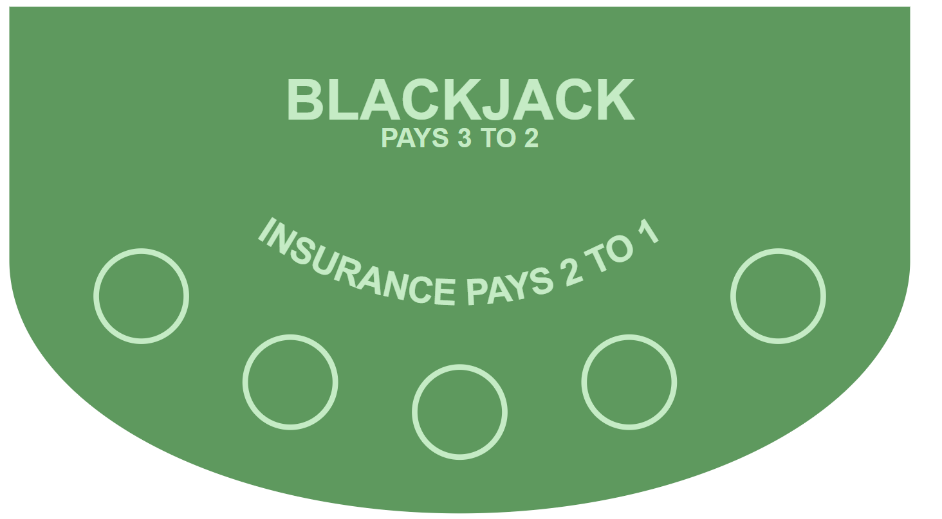 BLACKJACK
PAYS 3 TO 2
INSURANCE PAYS 2 TO 1